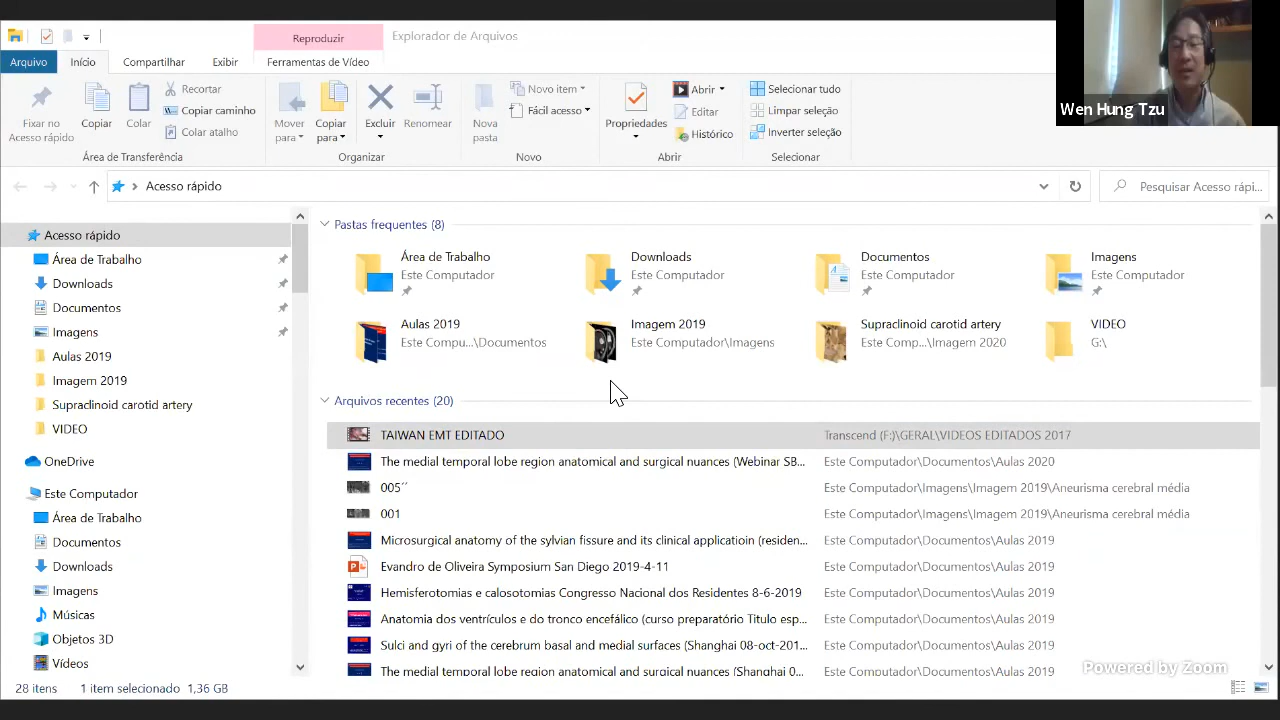 Reproduzir
Explorador de Arquivos
Arquivo
Início
Compartilhar
Exibir
Ferramentas de Vídeo
Fixar no
Acesso rápido
Copiar
Colar
Recortar
Copiar caminho
Colar atalho
Área de Transferência
Mover
para
Copiar
para
Excluir
Renomear
Organizar
Nova
pasta
Novo item
Fácil acesso
Novo
Propriedades
Abrir
Editar
Histórico
Abrir
Selecionar tudo
Limpar seleção
Inverter seleção
Selecionar
Wen Hung Tzu
Acesso rápido
Pesquisar Acesso rápi...
Acesso rápido
Área de Trabalho
Downloads
Documentos
Imagens
Aulas 2019
Imagem 2019
Supraclinoid carotid artery
VIDEO
OneDrive
Este Computador
Área de Trabalho
Documentos
Downloads
Imagens
Músicas
Objetos 3D
Vídeos
Pastas frequentes (8)
Área de Trabalho
Este Computador
Downloads
Este Computador
Documentos
Este Computador
Imagens
Este Computador
Aulas 2019
Este Compu...\Documentos
Imagem 2019
Este Computador\Imagens
Supraclinoid carotid artery
Este Comp...\Imagem 2020
VIDEO
G:\
Arquivos recentes (20)
TAIWAN EMT EDITADO Transcend (F:)\GERAL\VIDEOS EDITADOS 2017
The medial temporal lobe region anatomical and surgical nuances (Webinar SB... Este Computador\Documentos\Aulas 2020
005´´ Este Computador\Imagens\Imagem 2019\Aneurisma cerebral média
001 Este Computador\Imagens\Imagem 2019\Aneurisma cerebral média
Microsurgical anatomy of the sylvian fissure and its clinical applicatioin (residen... Este Computador\Documentos\Aulas 2019
Evandro de Oliveira Symposium San Diego 2019-4-11 Este Computador\Documentos\Aulas 2019
Hemisferotomias e calosotomias Congresso Nacional dos Residentes 8-6-2019 Este Computador\Documentos\Aulas 2019
Anatomia dos ventrículos edo tronco encefálico (curso preparatório Titulo de... Este Computador\Documentos\Aulas 2019
Sulci and gyri of the cerebrum basal and medial surfaces (Shanghai 08-oct-201... Este Computador\Documentos\Aulas 2019
The medial temporal lobe region anatomical and surgical nuances (Shanghai 0... Este Computador\Documentos\Aulas 2019
Powered by Zoom
28 itens 1 item selecionado 1,36 GB